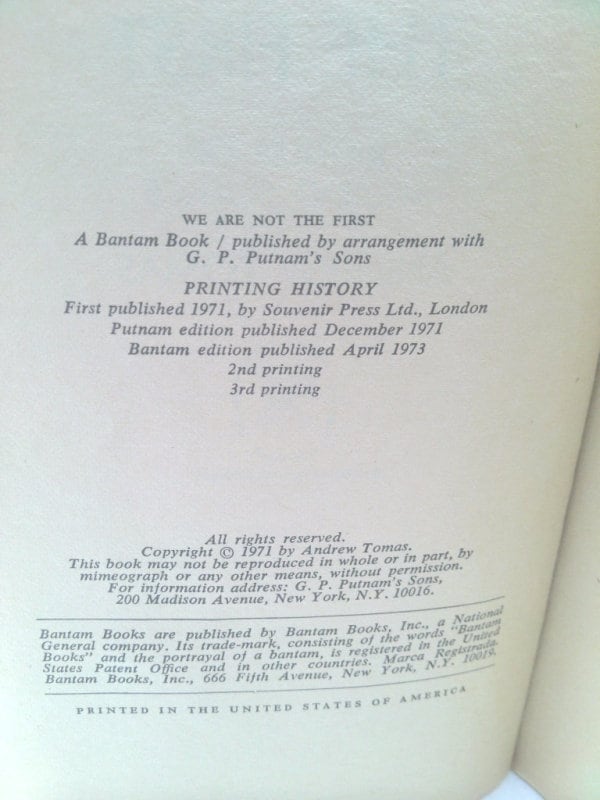 WE ARE NOT THE FIRST
A Bantam Book / published by arrangement with
G. P. Putnam's Sons
PRINTING HISTORY
First published 1971, by Souvenir Press Ltd., London
Putnam edition published December 1971
Bantam edition published April 1973
2nd printing
3rd printing
All rights reserved.
Copyright © 1971 by Andrew Tomas.
This book may not be reproduced in whole or in part, by
mimeograph or any other means, without permission.
For information address: G. P. Putnam's Sons,
200 Madison Avenue, New York, N.Y. 10016.
Bantam Books are published by Bantam Books, Inc., a National
General company. Its trade-mark, consisting of the words "Bantam
Books" and the portrayal of a bantam, is registered in the United
States Patent Office and in other countries. Marca Registrada.
Bantam Books, Inc., 666 Fifth Avenue, New York, N.Y. 10019.
PRINTED IN THE UNITED STATES OF AMERICA